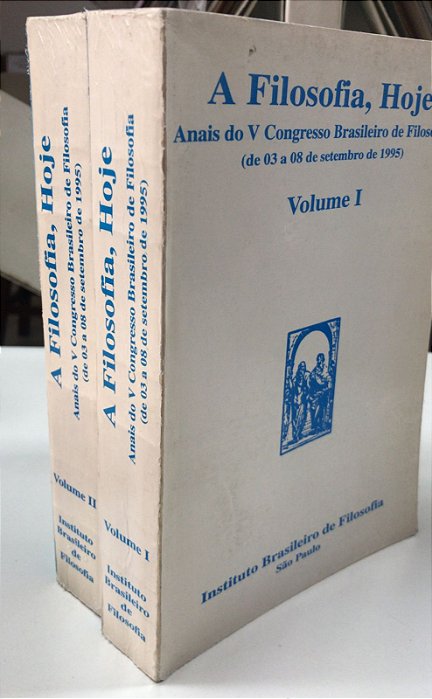 A Filosofia, Hoje
Anais do V Congresso Brasileiro de Filosofia
(de 03 a 08 de setembro de 1995)
Volume II
Instituto
Brasileiro
de
Filosofia
A Filosofia, Hoje
Anais do V Congresso Brasileiro de Filosofia
(de 03 a 08 de setembro de 1995)
Volume I
Instituto
Brasileiro
de
Filosofia
A Filosofia, Hoje
Anais do V Congresso Brasileiro de Filoso
(de 03 a 08 de setembro de 1995)
Volume I
Instituto Brasileiro de Filosofia
São Paulo